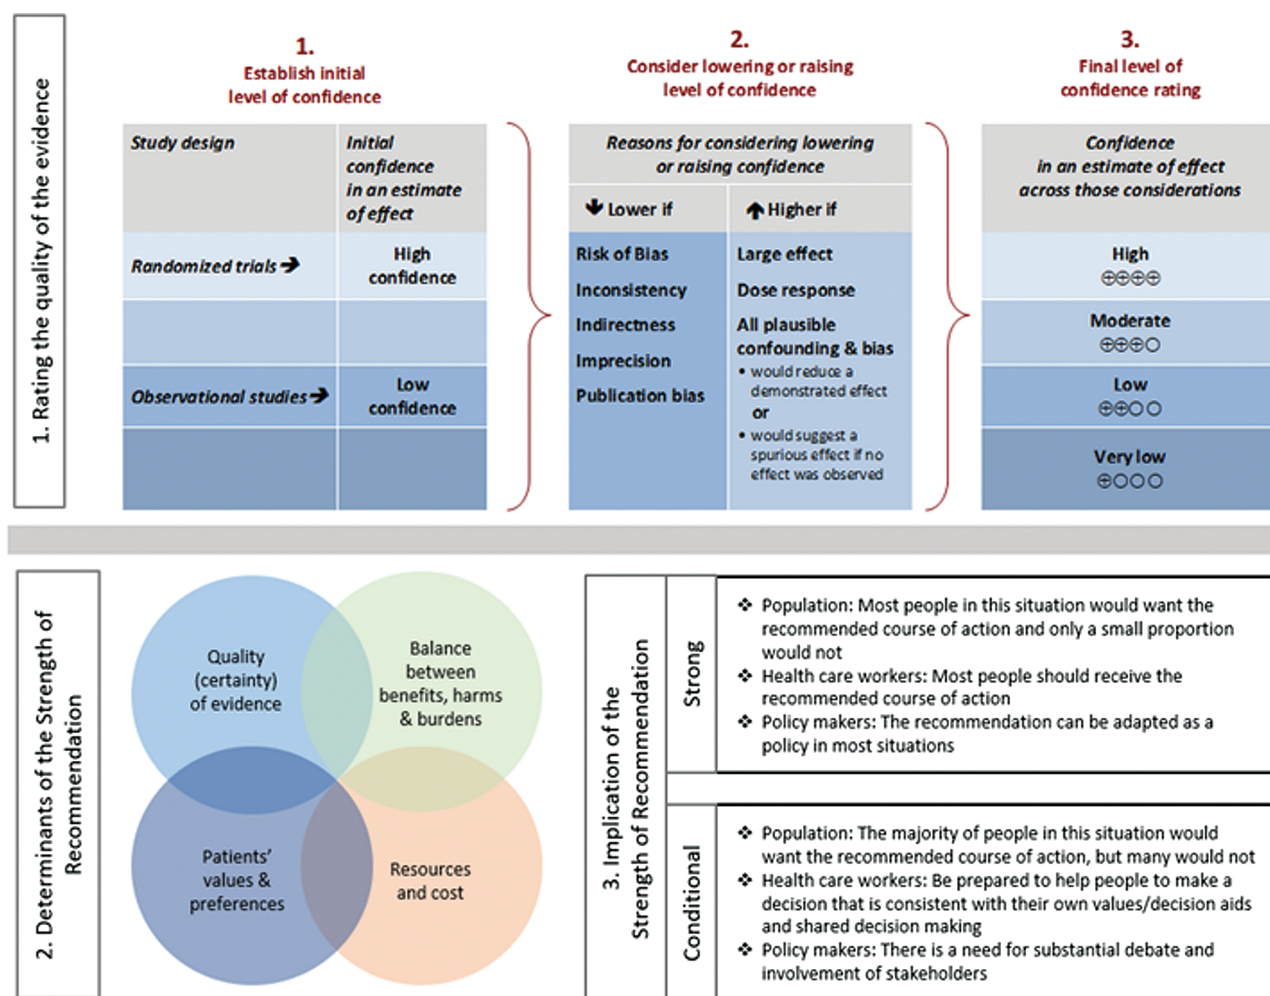 1. Rating the quality of the evidence
1.
Establish initial
level of confidence
Study design
Initial
confidence
in an estimate
of effect
Randomized trials➔
High
confidence
Observational studies➔
Low
confidence
2.
Consider lowering or raising
level of confidence
Reasons for considering lowering
or raising confidence
🡇 Lower if
🡅 Higher if
Risk of Bias
Inconsistency
Indirectness
Imprecision
Publication bias
Large effect
Dose response
All plausible
confounding & bias
• would reduce a
demonstrated effect
or
• would suggest a
spurious effect if no
effect was observed
3.
Final level of
confidence rating
Confidence
in an estimate of effect
across those considerations
High
⊕⊕⊕⊕
Moderate
⊕⊕⊕○
Low
⊕⊕○○
Very low
⊕○○○
2. Determinants of the Strength of
Recommendation
Quality
(certainty)
of evidence
Balance
between
benefits, harms
& burdens
Patients'
values &
preferences
Resources
and cost
3. Implication of the
Strength of Recommendation
Strong
❖ Population: Most people in this situation would want the
recommended course of action and only a small proportion
would not
❖ Health care workers: Most people should receive the
recommended course of action
❖ Policy makers: The recommendation can be adapted as a
policy in most situations
Conditional
❖ Population: The majority of people in this situation would
want the recommended course of action, but many would not
❖ Health care workers: Be prepared to help people to make a
decision that is consistent with their own values/decision aids
and shared decision making
❖ Policy makers: There is a need for substantial debate and
involvement of stakeholders